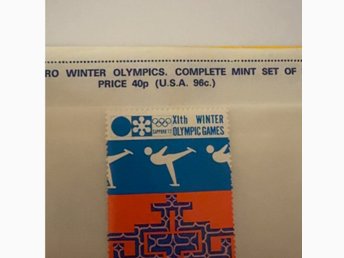 RO WINTER OLYMPICS. COMPLETE MINT SET OF
PRICE 40p (U.S.A. 96c.)
XIth WINTER
OLYMPIC GAMES
SAPPORO '72